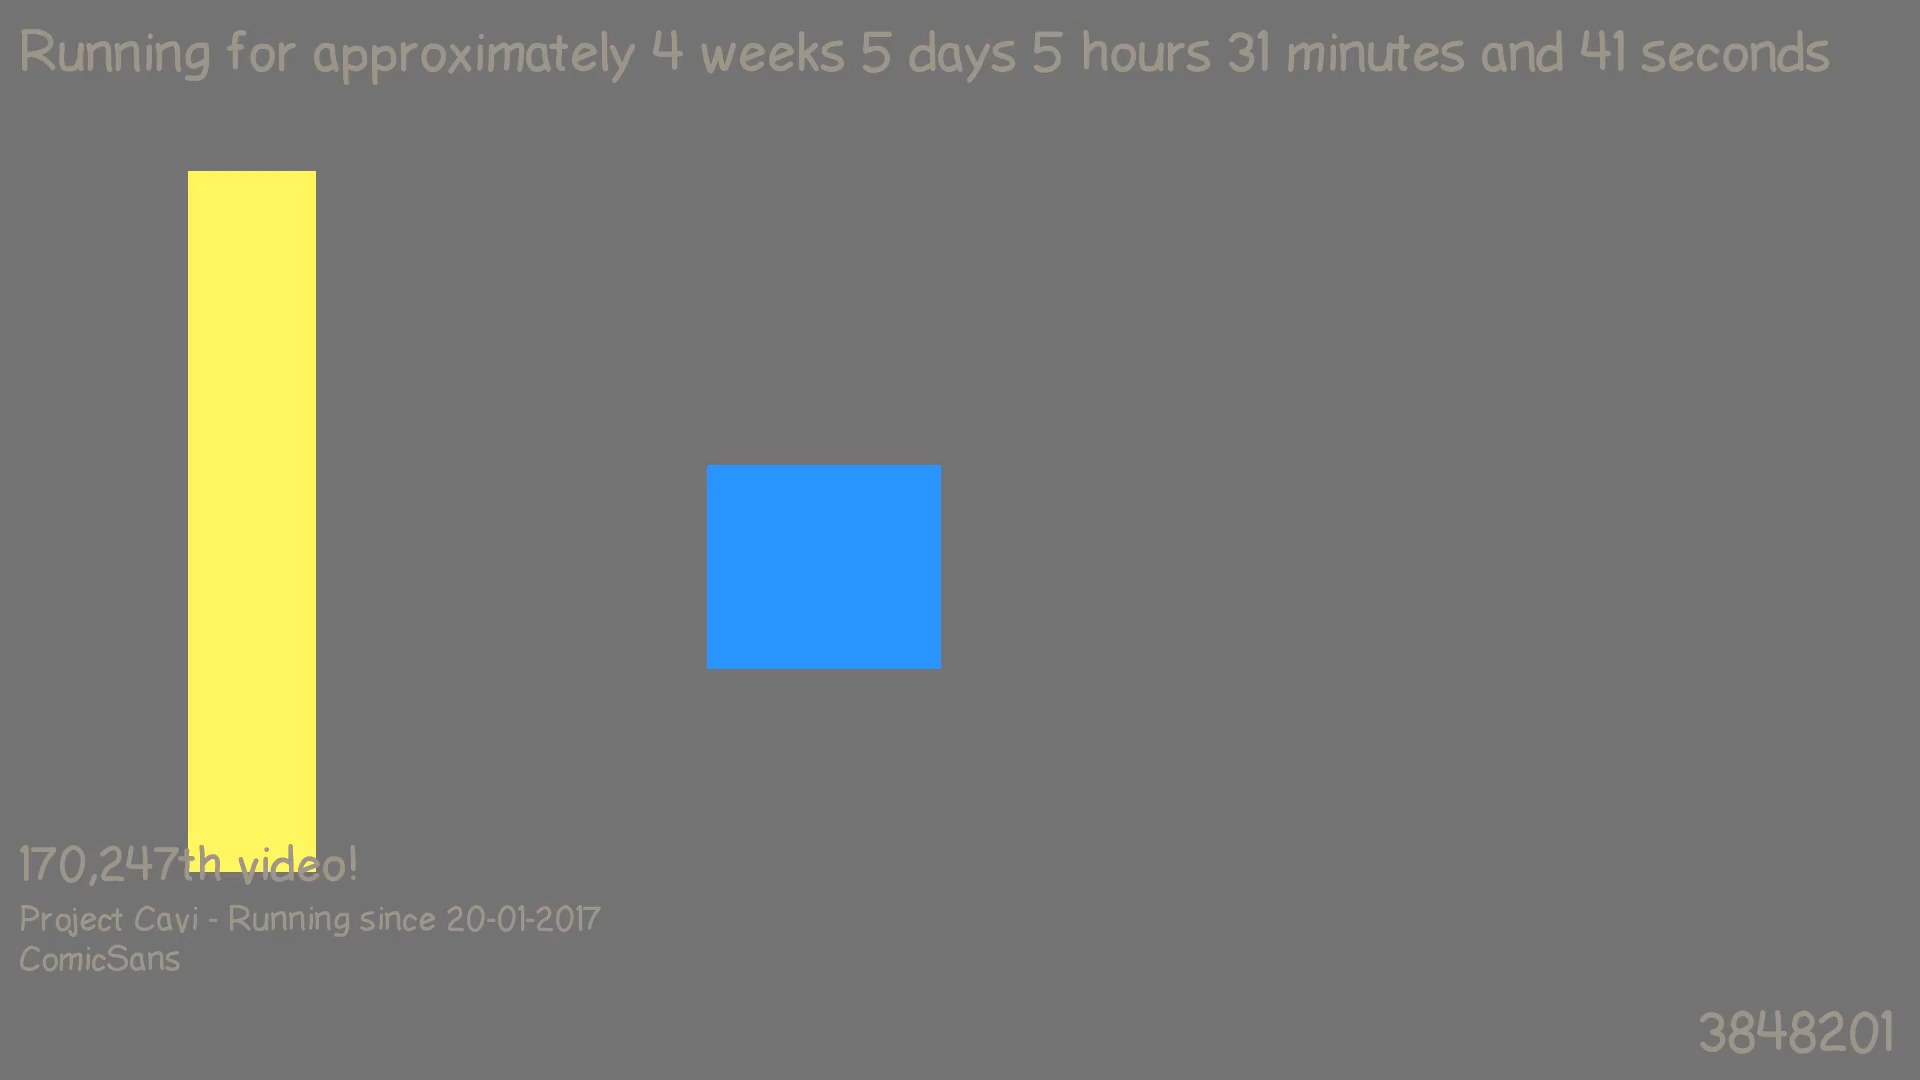 Running for approximately 4 weeks 5 days 5 hours 31 minutes and 41 seconds
170,247th video!
Project Cavi - Running since 20-01-2017
ComicSans
3848201